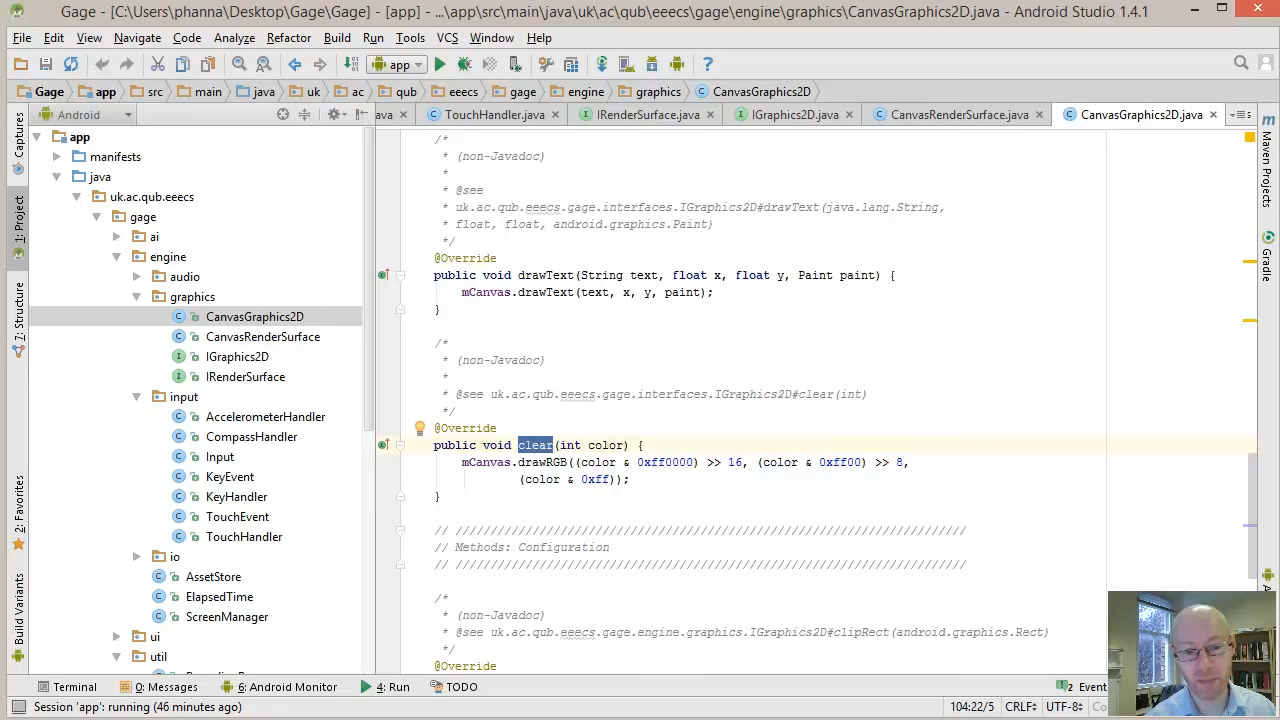 Gage - [C:\Users\phanna\Desktop\Gage\Gage] - [app] - ...\app\src\main\java\uk\ac\qub\eeecs\gage\engine\graphics\CanvasGraphics2D.java - Android Studio 1.4.1
File Edit View Navigate Code Analyze Refactor Build Run Tools VCS Window Help
app
Gage app src main java uk ac qub eeecs gage engine graphics CanvasGraphics2D
Android
ava TouchHandler.java IRenderSurface.java IGraphics2D.java CanvasRenderSurface.java CanvasGraphics2D.java
Captures
1: Project
Z: Structure
2: Favorites
Build Variants
app
manifests
java
uk.ac.qub.eeecs
gage
ai
engine
audio
graphics
CanvasGraphics2D
CanvasRenderSurface
IGraphics2D
IRenderSurface
input
AccelerometerHandler
CompassHandler
Input
KeyEvent
KeyHandler
TouchEvent
TouchHandler
io
AssetStore
ElapsedTime
ScreenManager
ui
util
/*
* (non-Javadoc)
*
* @see
* uk.ac.qub.eeecs.gage.interfaces.IGraphics2D#drawText(java.lang.String,
* float, float, android.graphics.Paint)
*/
@Override
public void drawText(String text, float x, float y, Paint paint) {
mCanvas.drawText(text, x, y, paint);
}
/*
* (non-Javadoc)
*
* @see uk.ac.qub.eeecs.gage.interfaces.IGraphics2D#clear(int)
*/
@Override
public void clear(int color) {
mCanvas.drawRGB((color & 0xff0000) >> 16, (color & 0xff00) >> 8,
(color & 0xff));
}
// ////////////////////////////////////////////////////////////////////////
// Methods: Configuration
// ////////////////////////////////////////////////////////////////////////
/*
* (non-Javadoc)
* @see uk.ac.qub.eeecs.gage.engine.graphics.IGraphics2D#clipRect(android.graphics.Rect)
*/
@Override
m
Maven Projects
Gradle
Terminal 0: Messages 6: Android Monitor 4: Run TODO 2 Event
Session 'app': running (46 minutes ago) 104:22/5 CRLF UTF-8